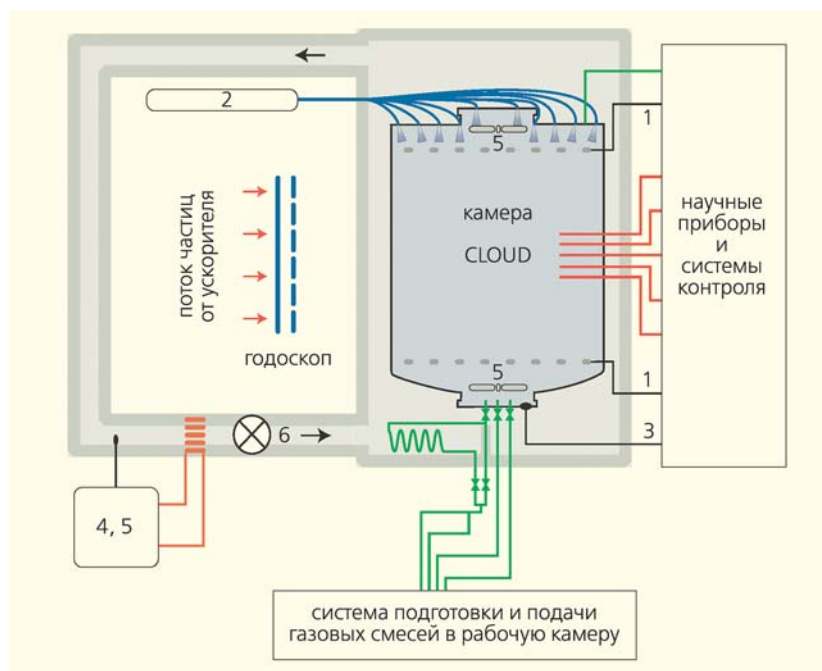 2
1
5
камера
CLOUD
поток частиц
от ускорителя
научные
приборы
и
системы
контроля
годоскоп
5
1
6
3
4, 5
система подготовки и подачи
газовых смесей в рабочую камеру